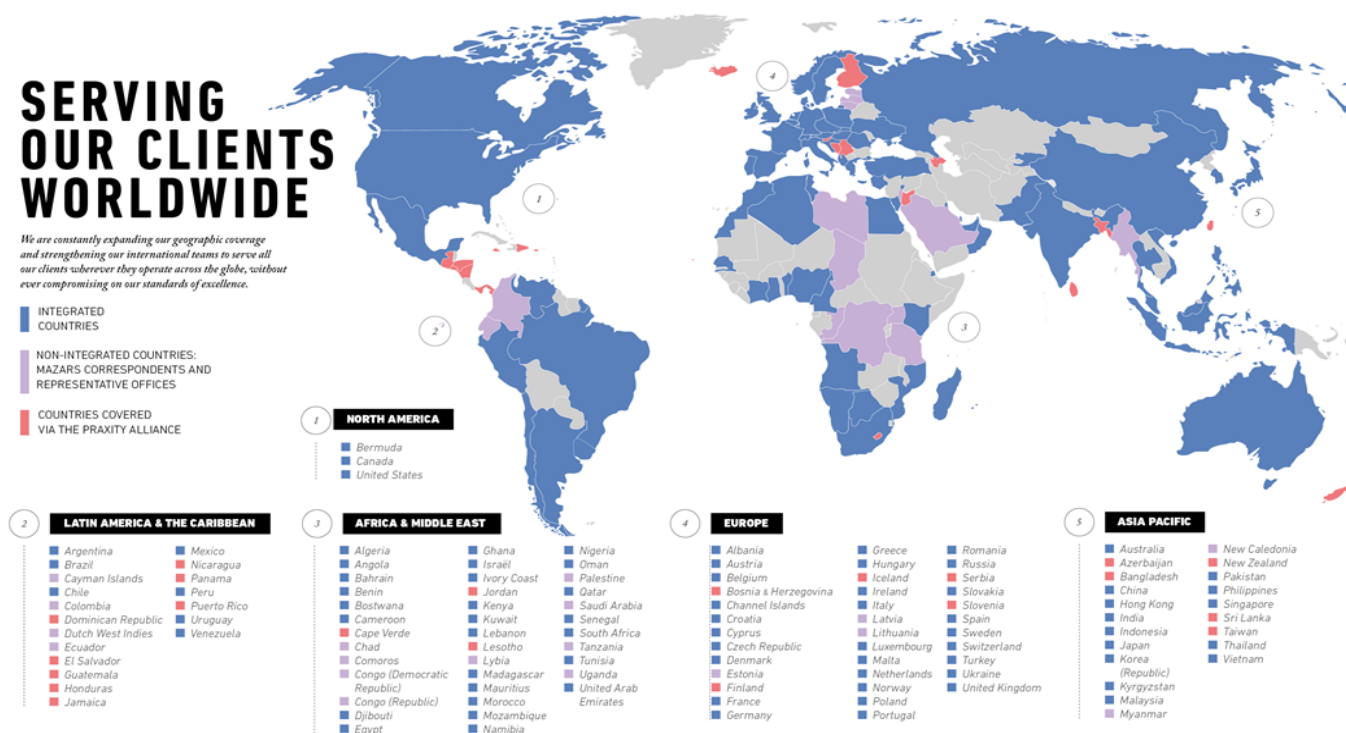 SERVING
OUR CLIENTS
WORLDWIDE
We are constantly expanding our geographic coverage
and strengthening our international teams to serve all
our clients wherever they operate across the globe, without
ever compromising on our standards of excellence.
INTEGRATED
COUNTRIES
NON-INTEGRATED COUNTRIES:
MAZARS CORRESPONDENTS AND
REPRESENTATIVE OFFICES
COUNTRIES COVERED
VIA THE PRAXITY ALLIANCE
1
2
3
4
5
1
NORTH AMERICA
Bermuda
Canada
United States
2
LATIN AMERICA & THE CARIBBEAN
Argentina
Brazil
Cayman Islands
Chile
Colombia
Dominican Republic
Dutch West Indies
Ecuador
El Salvador
Guatemala
Honduras
Jamaica
Mexico
Nicaragua
Panama
Peru
Puerto Rico
Uruguay
Venezuela
3
AFRICA & MIDDLE EAST
Algeria
Angola
Bahrain
Benin
Bostwana
Cameroon
Cape Verde
Chad
Comoros
Congo (Democratic
Republic)
Congo (Republic)
Djibouti
Egypt
Ghana
Israël
Ivory Coast
Jordan
Kenya
Kuwait
Lebanon
Lesotho
Lybia
Madagascar
Mauritius
Morocco
Mozambique
Namibia
Nigeria
Oman
Palestine
Qatar
Saudi Arabia
Senegal
South Africa
Tanzania
Tunisia
Uganda
United Arab
Emirates
4
EUROPE
Albania
Austria
Belgium
Bosnia & Herzegovina
Channel Islands
Croatia
Cyprus
Czech Republic
Denmark
Estonia
Finland
France
Germany
Greece
Hungary
Iceland
Ireland
Italy
Latvia
Lithuania
Luxembourg
Malta
Netherlands
Norway
Poland
Portugal
Romania
Russia
Serbia
Slovakia
Slovenia
Spain
Sweden
Switzerland
Turkey
Ukraine
United Kingdom
5
ASIA PACIFIC
Australia
Azerbaijan
Bangladesh
China
Hong Kong
India
Indonesia
Japan
Korea
(Republic)
Kyrgyzstan
Malaysia
Myanmar
New Caledonia
New Zealand
Pakistan
Philippines
Singapore
Sri Lanka
Taiwan
Thailand
Vietnam